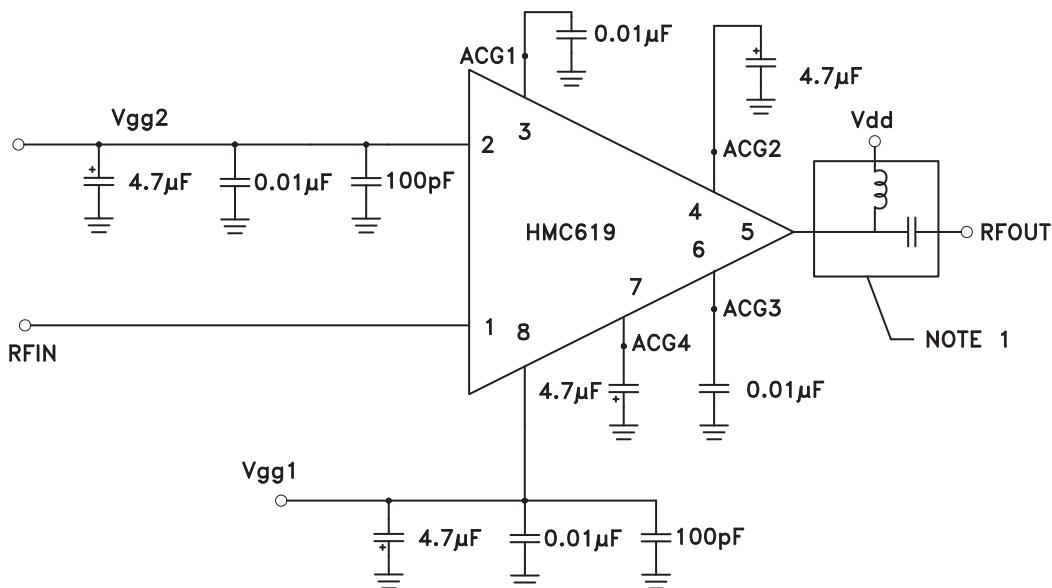 ACG1
0.01µF
4.7µF
Vgg2
3
2
ACG2
Vdd
+
4.7µF
0.01µF
100pF
+
4
HMC619
5
RFOUT
6
7
1
8
ACG3
ACG4
NOTE 1
RFIN
4.7µF
+
0.01µF
Vgg1
4.7µF
+
0.01µF
100pF